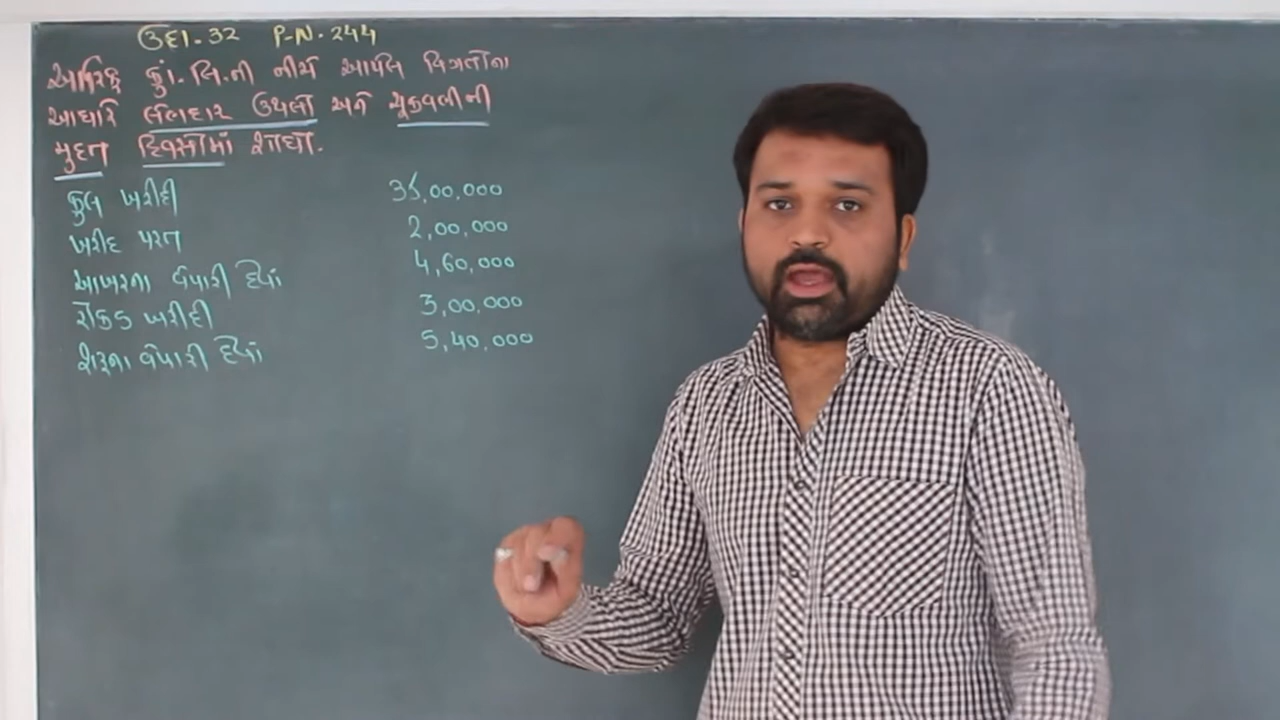 ઉદા. 32 P.N. 244
આરિફ કું. લિ.ની નીચે આપેલ વિગતોના
આધારે લેણદાર ઉથલો અને ચૂકવણીની
મુદત દિવસોમાં શોધો.
કુલ ખરીદી 35,00,000
ખરીદ પરત 2,00,000
આખરના વેપારી દેવાં 4,60,000
રોકડ ખરીદી 3,00,000
શરૂના વેપારી દેવાં 5,40,000